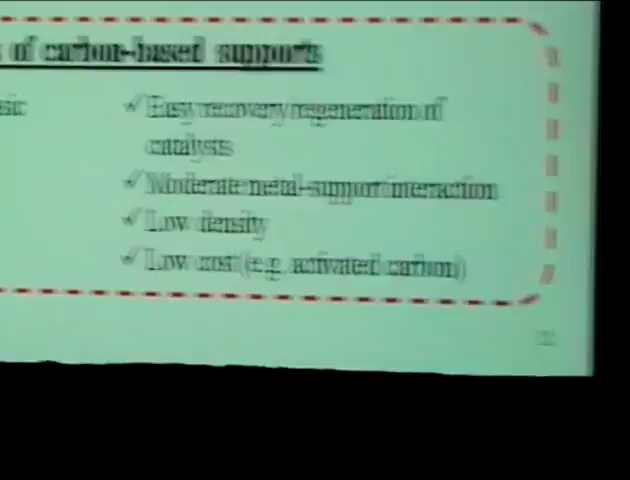 of carbon-based supports
✓ Easy recovery/regeneration of
catalysts
✓ Moderate metal-support interaction
✓ Low density
✓ Low cost (e.g. activated carbon)